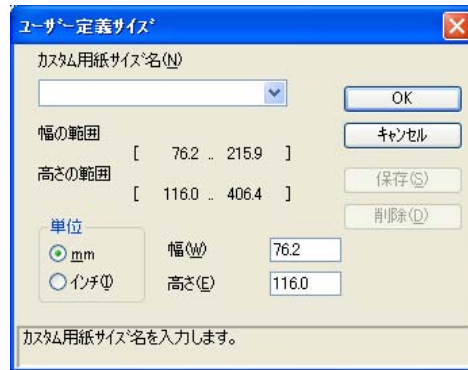 ユーザー定義サイズ
カスタム用紙サイズ名(N)
OK
幅の範囲
キャンセル
[ 76.2 .. 215.9 ]
高さの範囲
保存(S)
[ 116.0 .. 406.4 ]
削除(D)
単位
mm
幅(W) 76.2
インチ(I)
高さ(E) 116.0
カスタム用紙サイズ名を入力します。